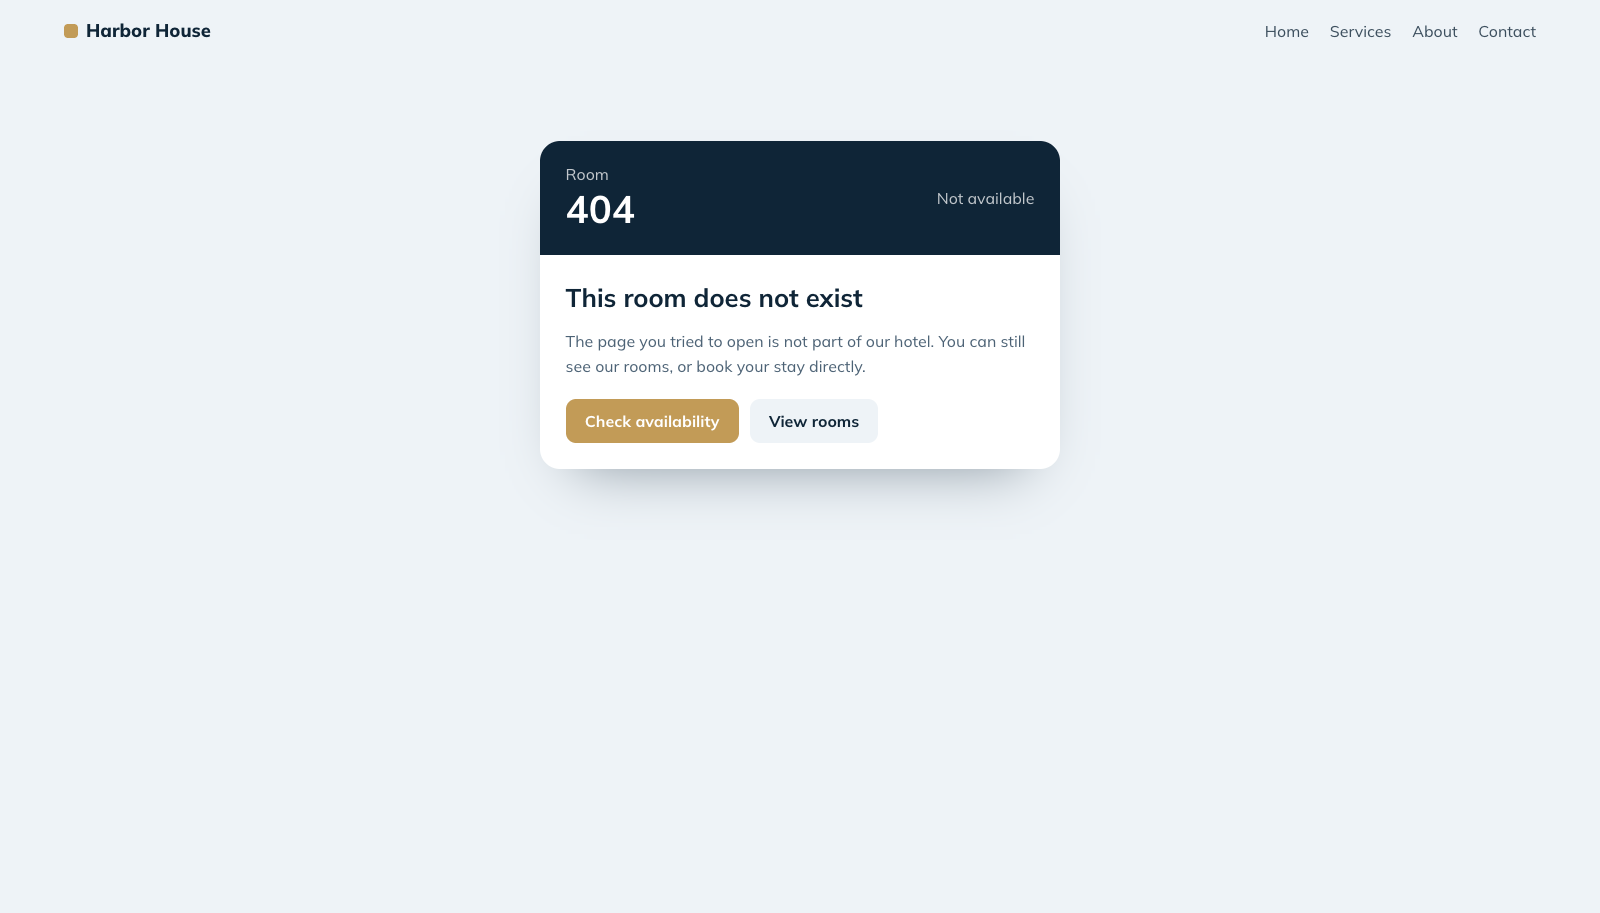 Harbor House
Home Services About Contact
Room
404
Not available
This room does not exist
The page you tried to open is not part of our hotel. You can still
see our rooms, or book your stay directly.
Check availability
View rooms